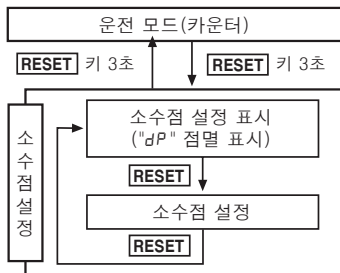 운전 모드(카운터)
RESET 키 3초 RESET 키 3초
소수점 설정
소수점 설정 표시
("dP" 점멸 표시)
RESET
소수점 설정
RESET